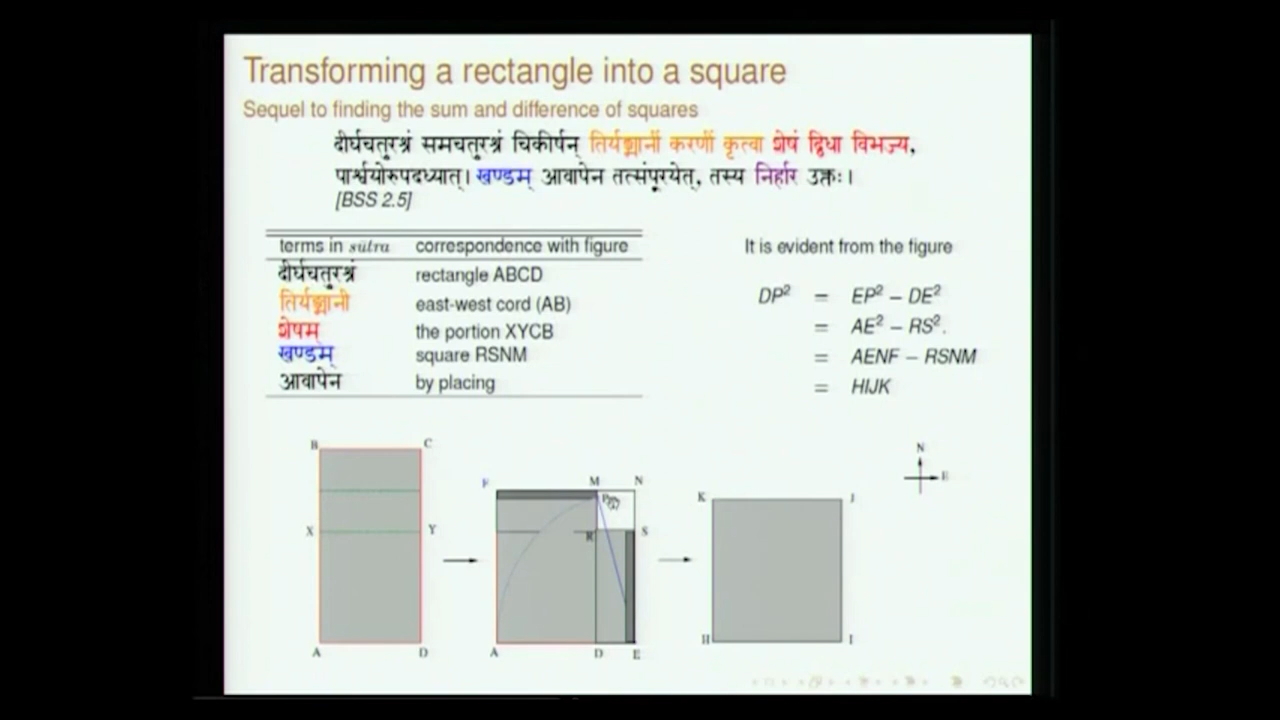 Transforming a rectangle into a square
Sequel to finding the sum and difference of squares
दीर्घचतुरश्रं समचतुरश्रं चिकीर्षन् तिर्यङ्मानीं करणीं कृत्वा शेषं द्विधा विभज्य,
पार्श्वयोरुपदध्यात्। खण्डम् आवापेन तत्संपूरयेत्, तस्य निर्हार उक्तः।
[BSS 2.5]
terms in sūtra correspondence with figure
दीर्घचतुरश्रं rectangle ABCD
तिर्यङ्मानी east-west cord (AB)
शेषम् the portion XYCB
खण्डम् square RSNM
आवापेन by placing
It is evident from the figure
DP² = EP² – DE²
= AE² – RS².
= AENF – RSNM
= HIJK
B C
X Y
A D
F M N
P
R S
A D E
K J
H I
N
E